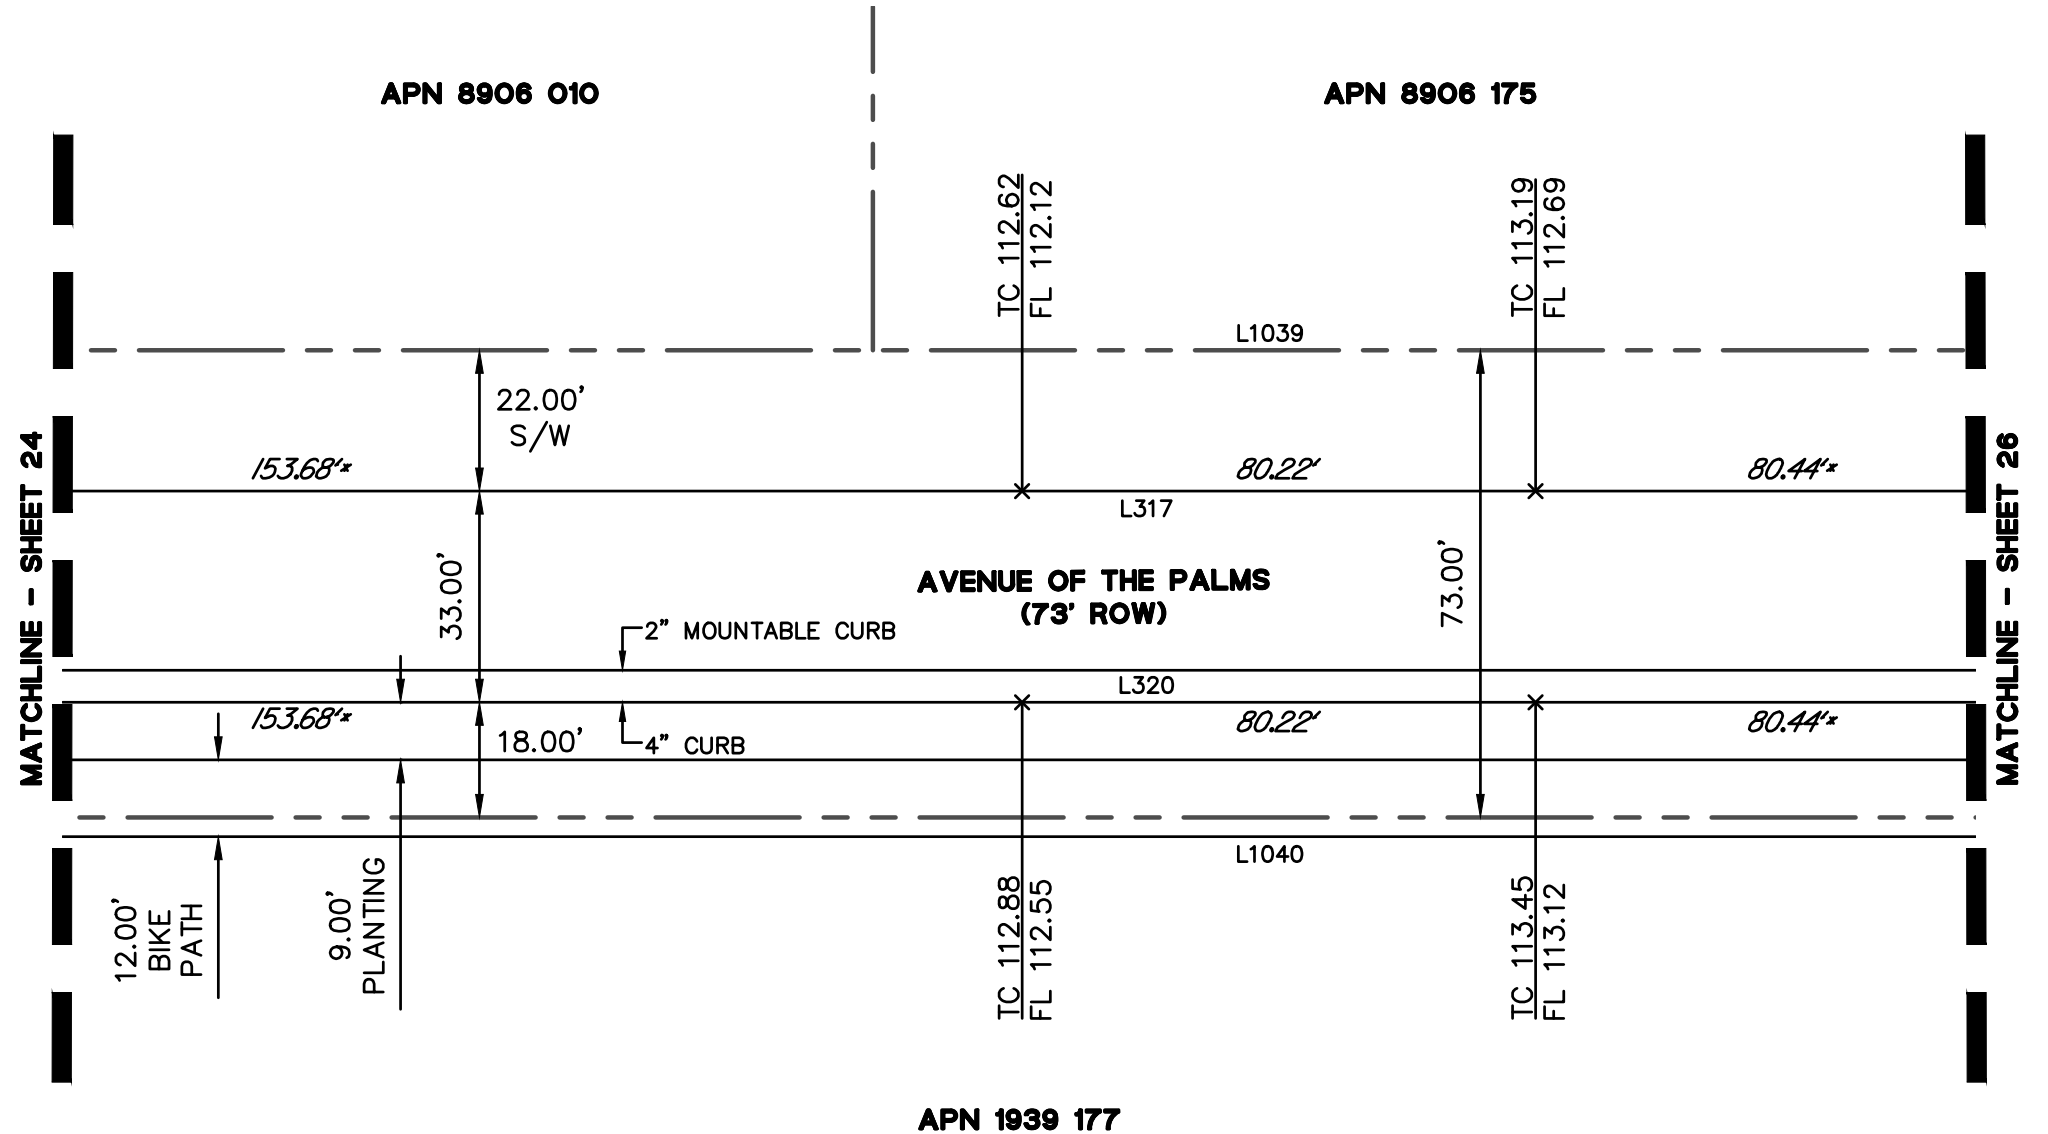 APN 8906 010
APN 8906 175
TC 112.62
FL 112.12
TC 113.19
FL 112.69
L1039
22.00'
S/W
153.68'*
80.22'
80.44'*
L317
MATCHLINE - SHEET 24
MATCHLINE - SHEET 26
33.00'
AVENUE OF THE PALMS
(73' ROW)
73.00'
2" MOUNTABLE CURB
L320
153.68'*
18.00'
4" CURB
80.22'
80.44'*
L1040
12.00'
BIKE
PATH
9.00'
PLANTING
TC 112.88
FL 112.55
TC 113.45
FL 113.12
APN 1939 177